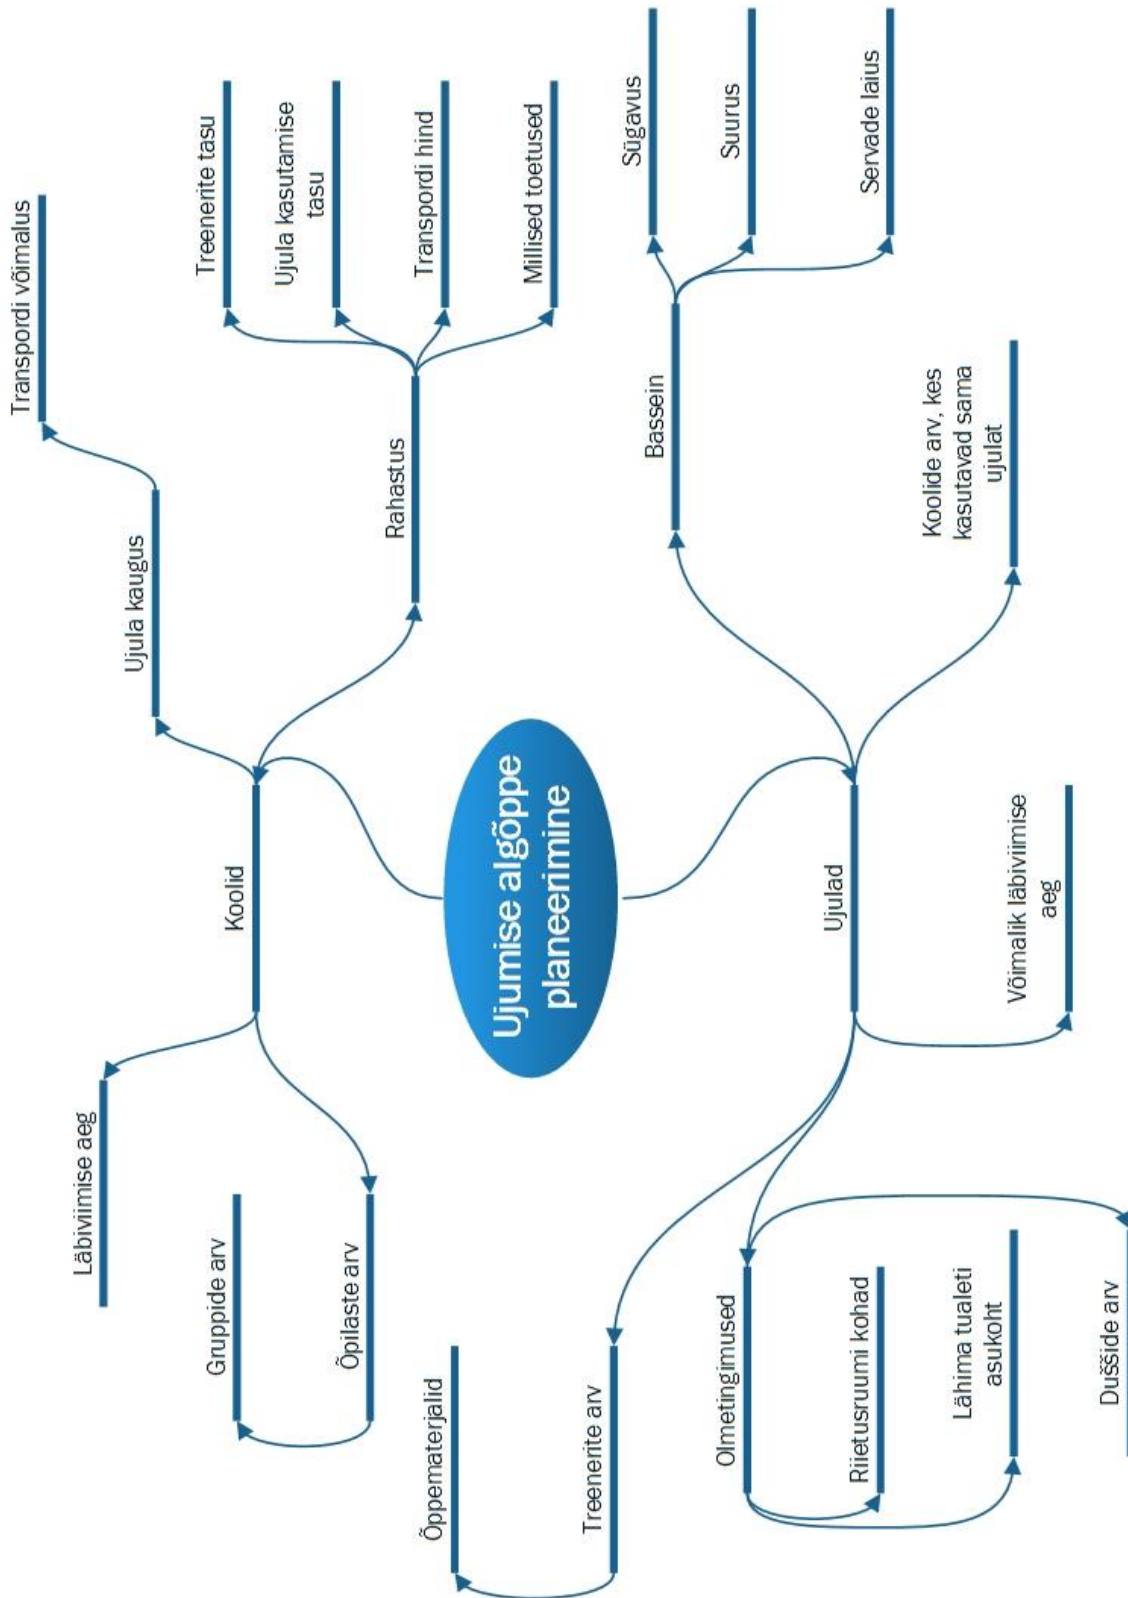 Transpordi võimalus
Ujula kaugus
Koolid
Läbiviimise aeg
Gruppide arv
Õpilaste arv
Rahastus
Treenerite tasu
Ujula kasutamise
tasu
Transpordi hind
Millised toetused
Ujumise algõppe
planeerimine
Ujulad
Bassein
Sügavus
Suurus
Servade laius
Koolide arv, kes
kasutavad sama
ujulat
Võimalik läbiviimise
aeg
Treenerite arv
Õppematerjalid
Olmetingimused
Riietusruumi kohad
Lähima tualeti
asukoht
Duššide arv